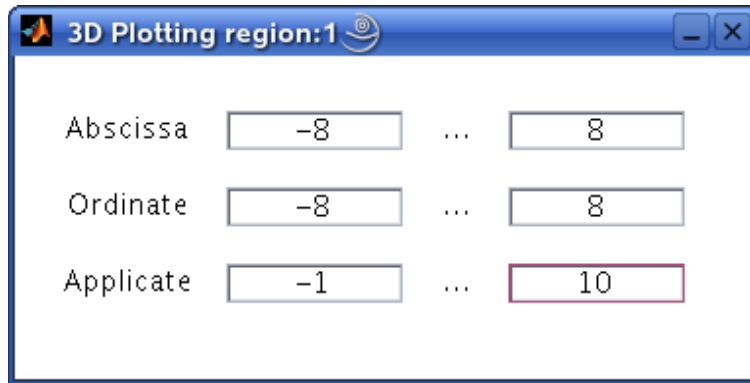 3D Plotting region:1
Abscissa -8 ... 8
Ordinate -8 ... 8
Applicate -1 ... 10